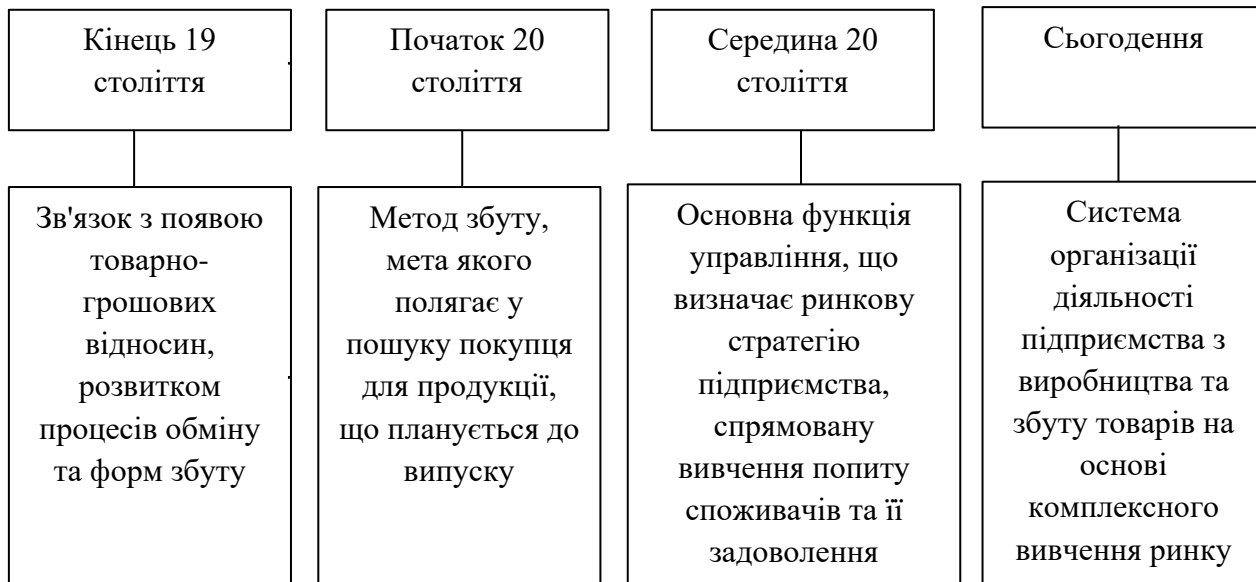 Кінець 19
століття
Зв'язок з появою
товарно-
грошових
відносин,
розвитком
процесів обміну
та форм збуту
Початок 20
століття
Метод збуту,
мета якого
полягає у
пошуку покупця
для продукції,
що планується до
випуску
Середина 20
століття
Основна функція
управління, що
визначає ринкову
стратегію
підприємства,
спрямовану
вивчення попиту
споживачів та її
задоволення
Сьогодення
Система
організації
діяльності
підприємства з
виробництва та
збуту товарів на
основі
комплексного
вивчення ринку